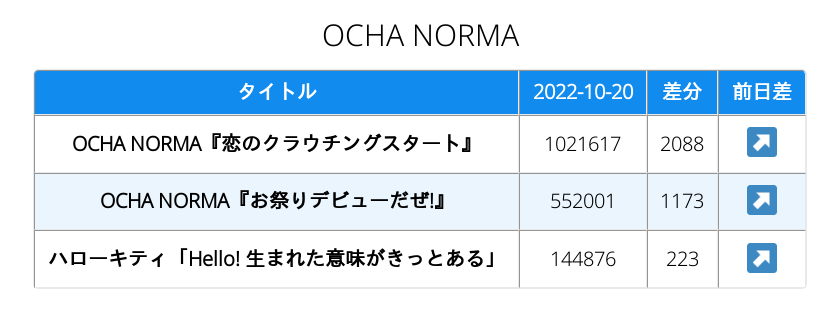 OCHA NORMA
タイトル 2022-10-20 差分 前日差
OCHA NORMA『恋のクラウチングスタート』 1021617 2088
OCHA NORMA『お祭りデビューだぜ!』 552001 1173
ハローキティ「Hello! 生まれた意味がきっとある」 144876 223